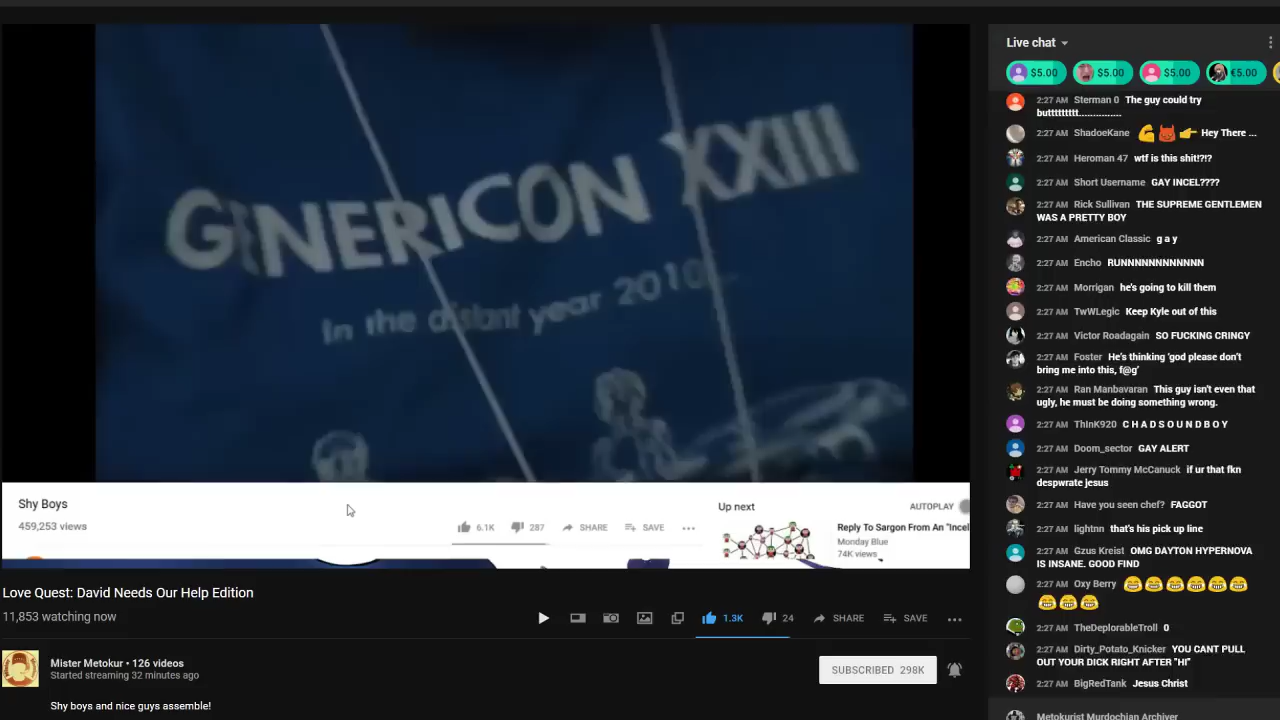 GENERICON XXIII
In the distant year 2010...
Shy Boys
459,253 views
6.1K
287
SHARE
SAVE
Up next
AUTOPLAY
Reply To Sargon From An "Incel
Monday Blue
74K views
Love Quest: David Needs Our Help Edition
11,853 watching now
1.3K
24
SHARE
SAVE
Mister Metokur • 126 videos
Started streaming 32 minutes ago
SUBSCRIBED 298K
Shy boys and nice guys assemble!
Live chat
$5.00
$5.00
$5.00
€5.00
2:27 AM Sterman 0 The guy could try
butttttttt...............
2:27 AM ShadoeKane 💪👹👉 Hey There ...
2:27 AM Heroman 47 wtf is this shit!?!?
2:27 AM Short Username GAY INCEL????
2:27 AM Rick Sullivan THE SUPREME GENTLEMEN
WAS A PRETTY BOY
2:27 AM American Classic g a y
2:27 AM Encho RUNNNNNNNNNNN
2:27 AM Morrigan he's going to kill them
2:27 AM TwWLegic Keep Kyle out of this
2:27 AM Victor Roadagain SO FUCKING CRINGY
2:27 AM Foster He's thinking 'god please don't
bring me into this, f@g'
2:27 AM Ran Manbavaran This guy isn't even that
ugly, he must be doing something wrong.
2:27 AM ThInK920 C H A D S O U N D B O Y
2:27 AM Doom_sector GAY ALERT
2:27 AM Jerry Tommy McCanuck if ur that fkn
despwrate jesus
2:27 AM Have you seen chef? FAGGOT
2:27 AM lightnn that's his pick up line
2:27 AM Gzus Kreist OMG DAYTON HYPERNOVA
IS INSANE. GOOD FIND
2:27 AM Oxy Berry 😂😂😂😂😂😂
😂😂😂
2:27 AM TheDeplorableTroll 0
2:27 AM Dirty_Potato_Knicker YOU CANT PULL
OUT YOUR DICK RIGHT AFTER "HI"
2:27 AM BigRedTank Jesus Christ
Metokurist Murdochian Archiver